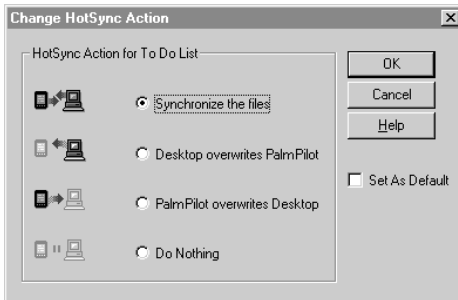 Change HotSync Action
HotSync Action for To Do List
Synchronize the files
Desktop overwrites PalmPilot
PalmPilot overwrites Desktop
Do Nothing
OK
Cancel
Help
Set As Default